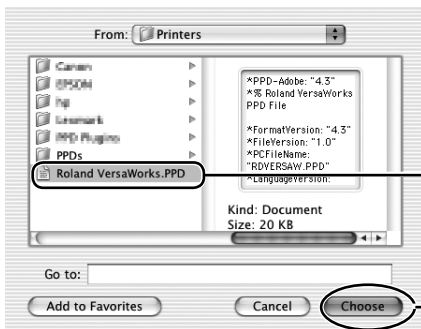 From: Printers
Canon
EPSON
hp
Lexmark
PPD Plugins
PPDs
Roland VersaWorks.PPD
*PPD-Adobe: "4.3"
*% Roland VersaWorks
PPD File
*FormatVersion: "4.3"
*FileVersion: "1.0"
*PCFileName:
"RDVERSAW.PPD"
*LanguageVersion:
Kind: Document
Size: 20 KB
Go to:
Add to Favorites
Cancel
Choose